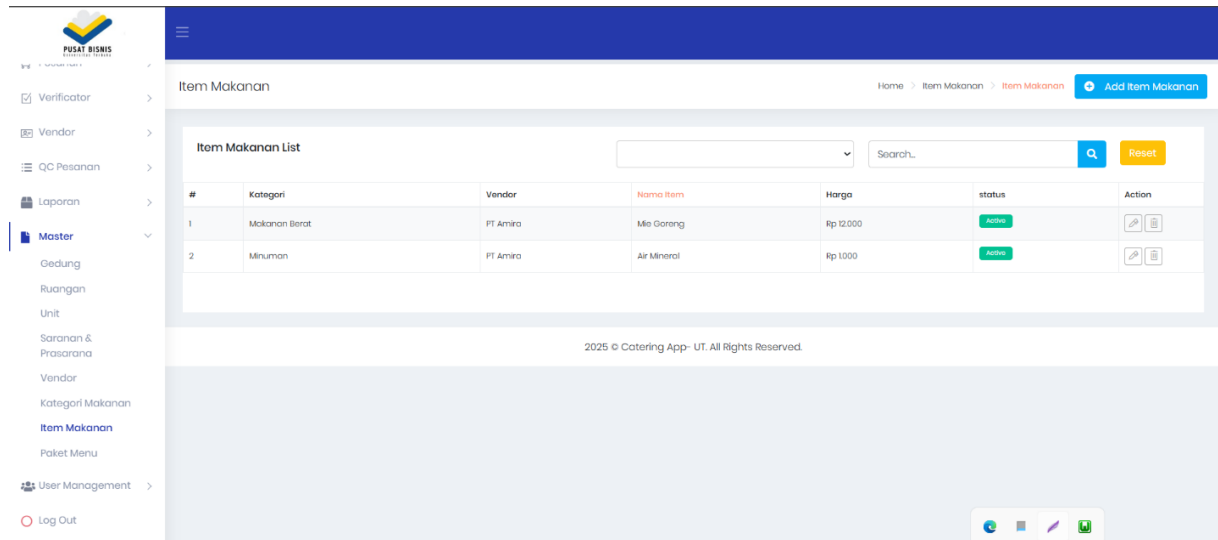 PUSAT BISNIS
Universitas Terbuka
Pesanan
Verificator
Vendor
QC Pesanan
Laporan
Master
Gedung
Ruangan
Unit
Saranan &
Prasarana
Vendor
Kategori Makanan
Item Makanan
Paket Menu
User Management
Log Out
Item Makanan
Home > Item Makanan > Item Makanan
Add Item Makanan
Item Makanan List
Search...
Reset
# Kategori Vendor Nama Item Harga status Action
1 Makanan Berat PT Amira Mie Goreng Rp 12.000 Active
2 Minuman PT Amira Air Mineral Rp 1.000 Active
2025 © Catering App- UT. All Rights Reserved.